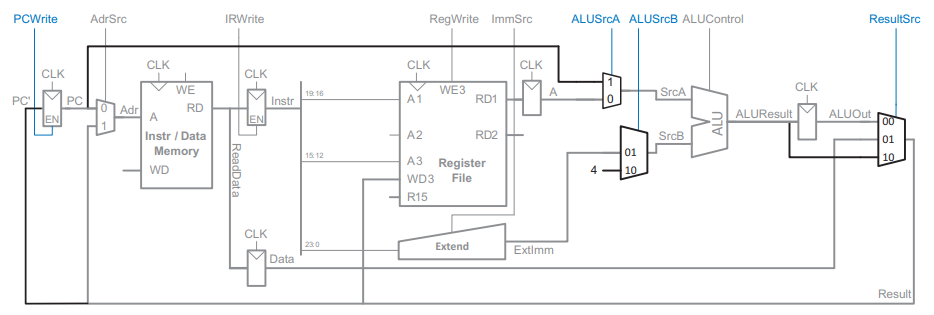 PCWrite AdrSrc IRWrite RegWrite ImmSrc ALUSrcA ALUSrcB ALUControl ResultSrc
CLK CLK CLK CLK CLK CLK
PC' PC EN
0
1
Adr
WE
A RD
Instr / Data
Memory
WD
EN
Instr
ReadData
CLK
Data
19:16
15:12
23:0
A1 WE3 RD1
A2 RD2
A3
WD3
R15
Register
File
Extend
ExtImm
A
1
0
SrcA
4
01
10
SrcB
ALU
ALUResult
ALUOut
00
01
10
Result